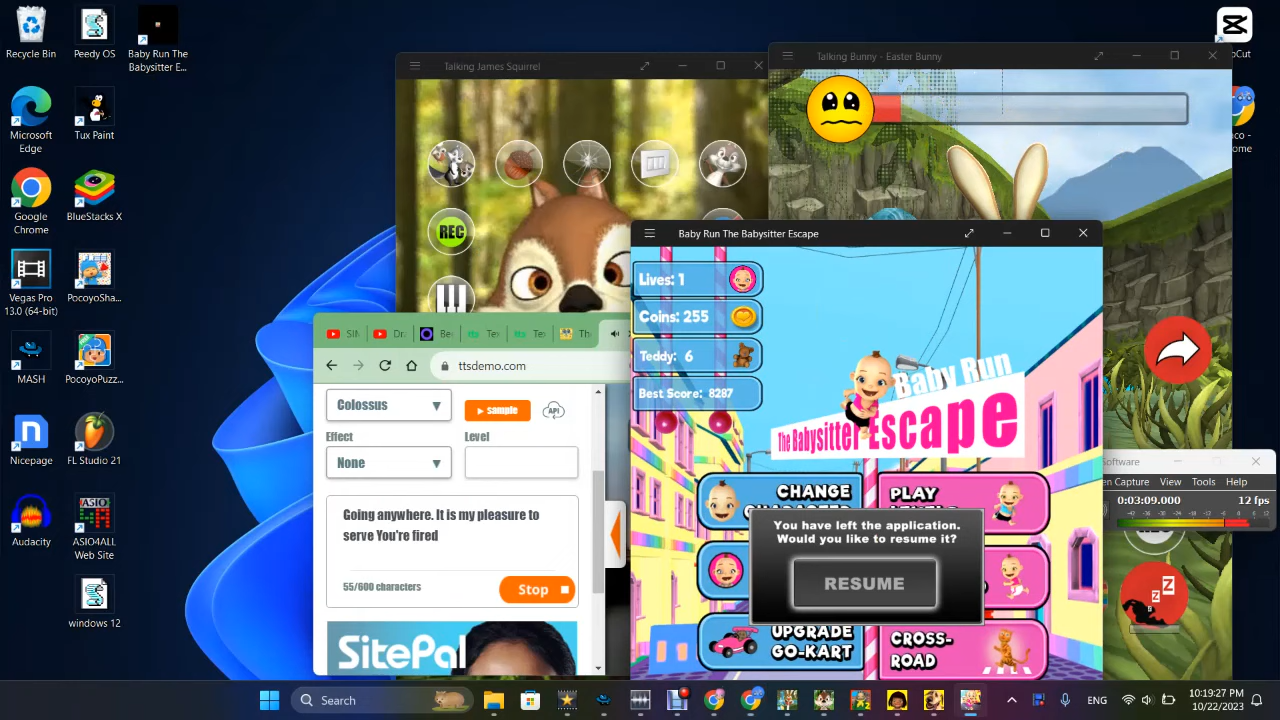 Recycle Bin
Peedy OS
Baby Run The
Babysitter E...
Microsoft
Edge
Tux Paint
Google
Chrome
BlueStacks X
Vegas Pro
13.0 (64-bit)
PocoyoSha...
MASH
PocoyoPuzz...
Nicepage
FL Studio 21
Audacity
ASIO
4ALL
ASIO4ALL
Web Site
windows 12
Talking James Squirrel
REC
Talking Bunny - Easter Bunny
Baby Run The Babysitter Escape
Lives: 1
Coins: 255
Teddy: 6
Best Score: 8287
Baby Run
The Babysitter Escape
CHANGE
PLAY
You have left the application.
Would you like to resume it?
RESUME
UPGRADE
GO-KART
CROSS-
ROAD
ttsdemo.com
Colossus
sample
API
Effect
Level
None
Going anywhere. It is my pleasure to
serve You're fired
55/600 characters
Stop
SitePal
Software
en Capture View Tools Help
0:03:09.000 12 fps
Z
Z
Search
ENG
10:19:27 PM
10/22/2023